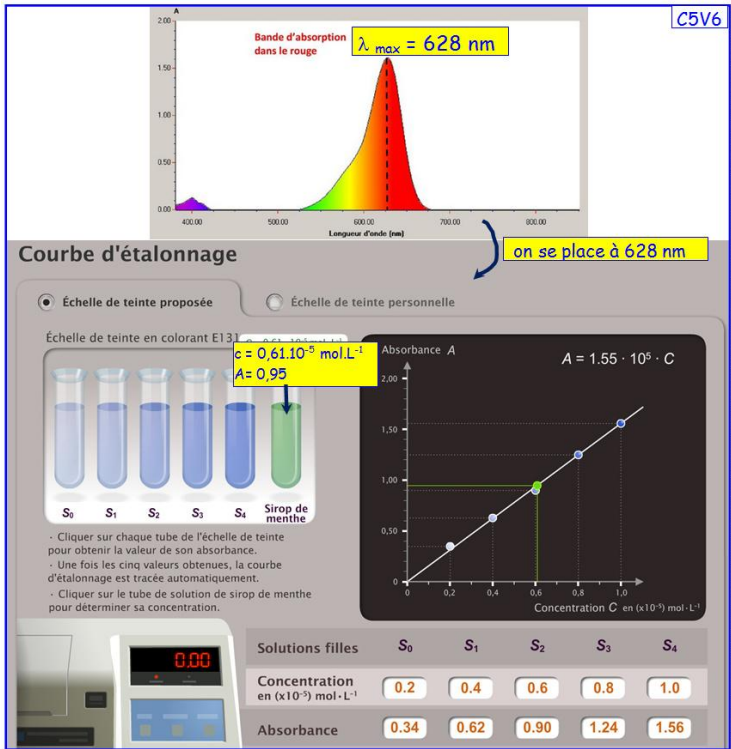 C5V6
A
2.00
1.50
1.00
1.50
0.00
Bande d'absorption
dans le rouge
λ max = 628 nm
400.00 500.00 600.00 700.00 800.00
Longueur d'onde (nm)
on se place à 628 nm
Courbe d'étalonnage
Échelle de teinte proposée
Échelle de teinte personnelle
Échelle de teinte en colorant E131
c = 0,61.10⁻⁵ mol.L⁻¹
A= 0,95
S₀ S₁ S₂ S₃ S₄ Sirop de
menthe
· Cliquer sur chaque tube de l'échelle de teinte
pour obtenir la valeur de son absorbance.
· Une fois les cinq valeurs obtenues, la courbe
d'étalonnage est tracée automatiquement.
· Cliquer sur le tube de solution de sirop de menthe
pour déterminer sa concentration.
Absorbance A
A = 1.55 · 10⁵ · C
2,00
1,50
1,00
0,50
0
0 0,2 0,4 0,6 0,8 1,0
Concentration C en (x10⁻⁵) mol·L⁻¹
0.00
Solutions filles S₀ S₁ S₂ S₃ S₄
Concentration
en (x10⁻⁵) mol·L⁻¹ 0.2 0.4 0.6 0.8 1.0
Absorbance 0.34 0.62 0.90 1.24 1.56